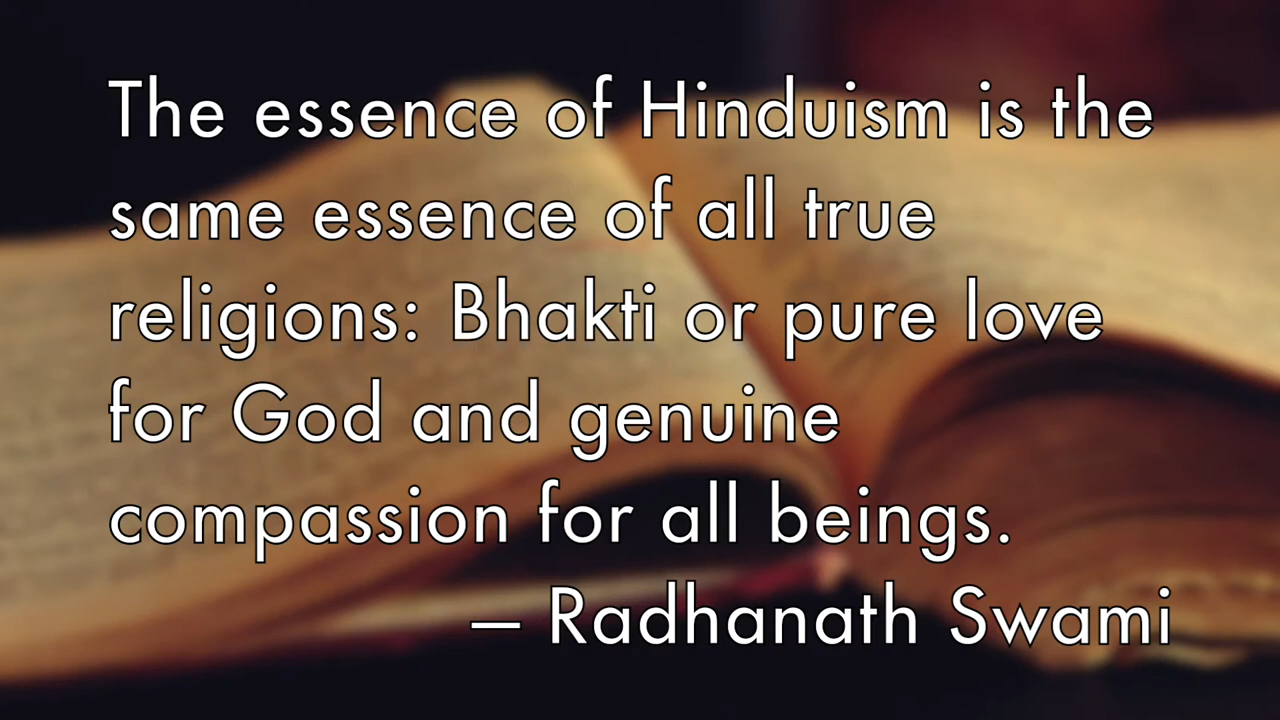 The essence of Hinduism is the
same essence of all true
religions: Bhakti or pure love
for God and genuine
compassion for all beings.
— Radhanath Swami